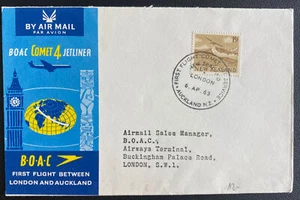 BY AIR MAIL
PAR AVION
BOAC COMET 4 JETLINER
B·O·A·C
FIRST FLIGHT BETWEEN
LONDON AND AUCKLAND
FIRST FLIGHT COMET
NEW ZEALAND
LONDON
AP 63
AUCKLAND N.Z.
Airmail Sales Manager,
B.O.A.C.,
Airways Terminal,
Buckingham Palace Road,
LONDON, S.W.1.